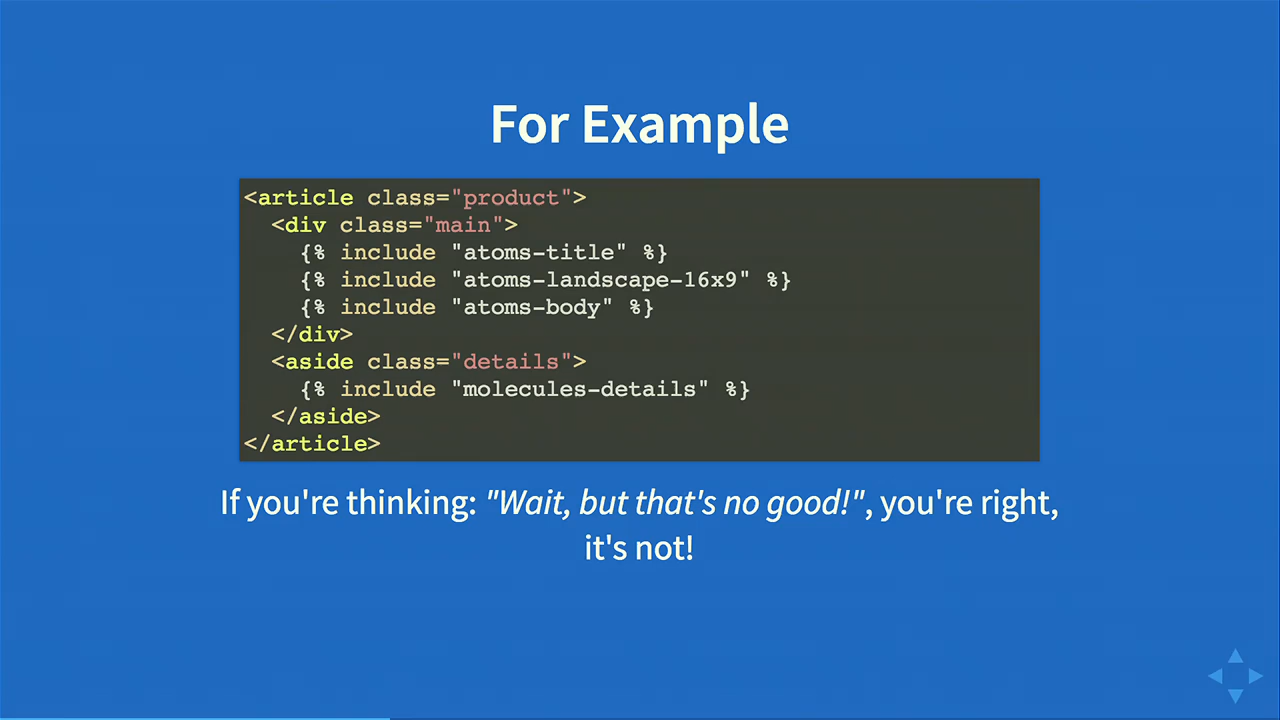 For Example
<article class="product">
  <div class="main">
    {% include "atoms-title" %}
    {% include "atoms-landscape-16x9" %}
    {% include "atoms-body" %}
  </div>
  <aside class="details">
    {% include "molecules-details" %}
  </aside>
</article>
If you're thinking: "Wait, but that's no good!", you're right,
it's not!